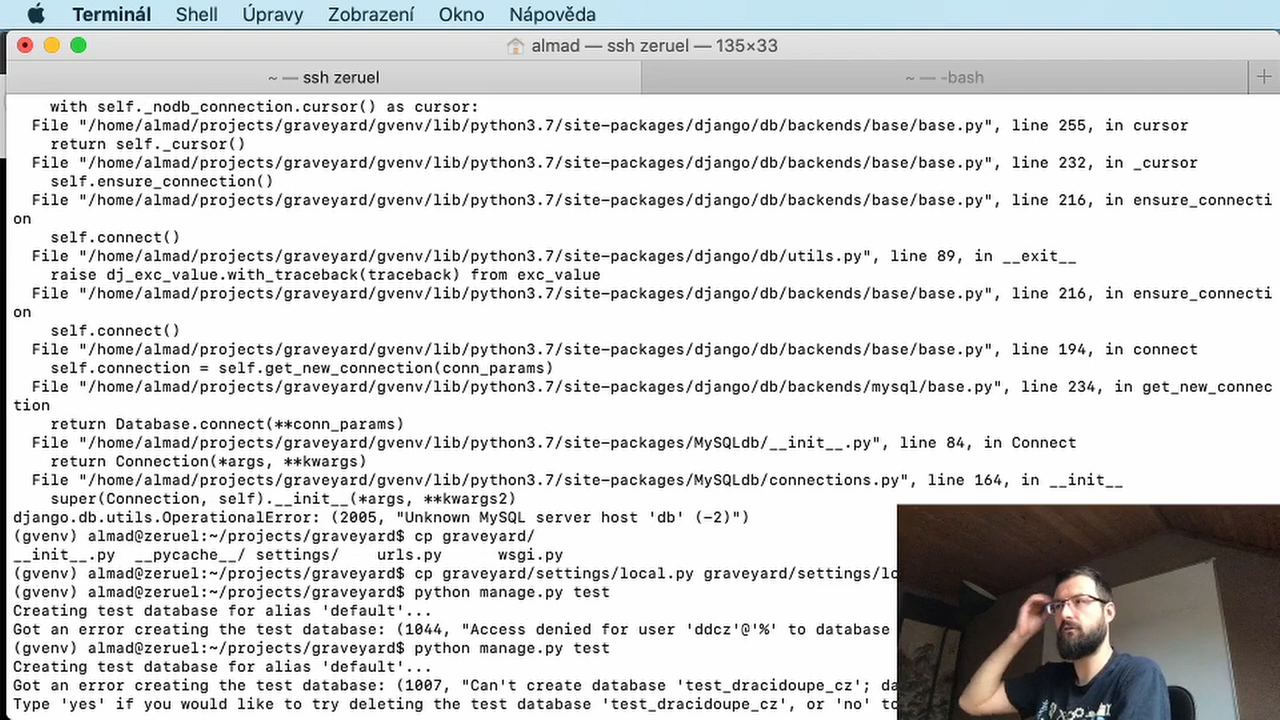 Terminál Shell Úpravy Zobrazení Okno Nápověda
almad — ssh zeruel — 135×33
~ — ssh zeruel ~ — -bash
with self._nodb_connection.cursor() as cursor:
File "/home/almad/projects/graveyard/gvenv/lib/python3.7/site-packages/django/db/backends/base/base.py", line 255, in cursor
return self._cursor()
File "/home/almad/projects/graveyard/gvenv/lib/python3.7/site-packages/django/db/backends/base/base.py", line 232, in _cursor
self.ensure_connection()
File "/home/almad/projects/graveyard/gvenv/lib/python3.7/site-packages/django/db/backends/base/base.py", line 216, in ensure_connecti
on
self.connect()
File "/home/almad/projects/graveyard/gvenv/lib/python3.7/site-packages/django/db/utils.py", line 89, in __exit__
raise dj_exc_value.with_traceback(traceback) from exc_value
File "/home/almad/projects/graveyard/gvenv/lib/python3.7/site-packages/django/db/backends/base/base.py", line 216, in ensure_connecti
on
self.connect()
File "/home/almad/projects/graveyard/gvenv/lib/python3.7/site-packages/django/db/backends/base/base.py", line 194, in connect
self.connection = self.get_new_connection(conn_params)
File "/home/almad/projects/graveyard/gvenv/lib/python3.7/site-packages/django/db/backends/mysql/base.py", line 234, in get_new_connec
tion
return Database.connect(**conn_params)
File "/home/almad/projects/graveyard/gvenv/lib/python3.7/site-packages/MySQLdb/__init__.py", line 84, in Connect
return Connection(*args, **kwargs)
File "/home/almad/projects/graveyard/gvenv/lib/python3.7/site-packages/MySQLdb/connections.py", line 164, in __init__
super(Connection, self).__init__(*args, **kwargs2)
django.db.utils.OperationalError: (2005, "Unknown MySQL server host 'db' (-2)")
(gvenv) almad@zeruel:~/projects/graveyard$ cp graveyard/
__init__.py __pycache__/ settings/ urls.py wsgi.py
(gvenv) almad@zeruel:~/projects/graveyard$ cp graveyard/settings/local.py graveyard/settings/lo
(gvenv) almad@zeruel:~/projects/graveyard$ python manage.py test
Creating test database for alias 'default'...
Got an error creating the test database: (1044, "Access denied for user 'ddcz'@'%' to database
(gvenv) almad@zeruel:~/projects/graveyard$ python manage.py test
Creating test database for alias 'default'...
Got an error creating the test database: (1007, "Can't create database 'test_dracidoupe_cz'; da
Type 'yes' if you would like to try deleting the test database 'test_dracidoupe_cz', or 'no' to